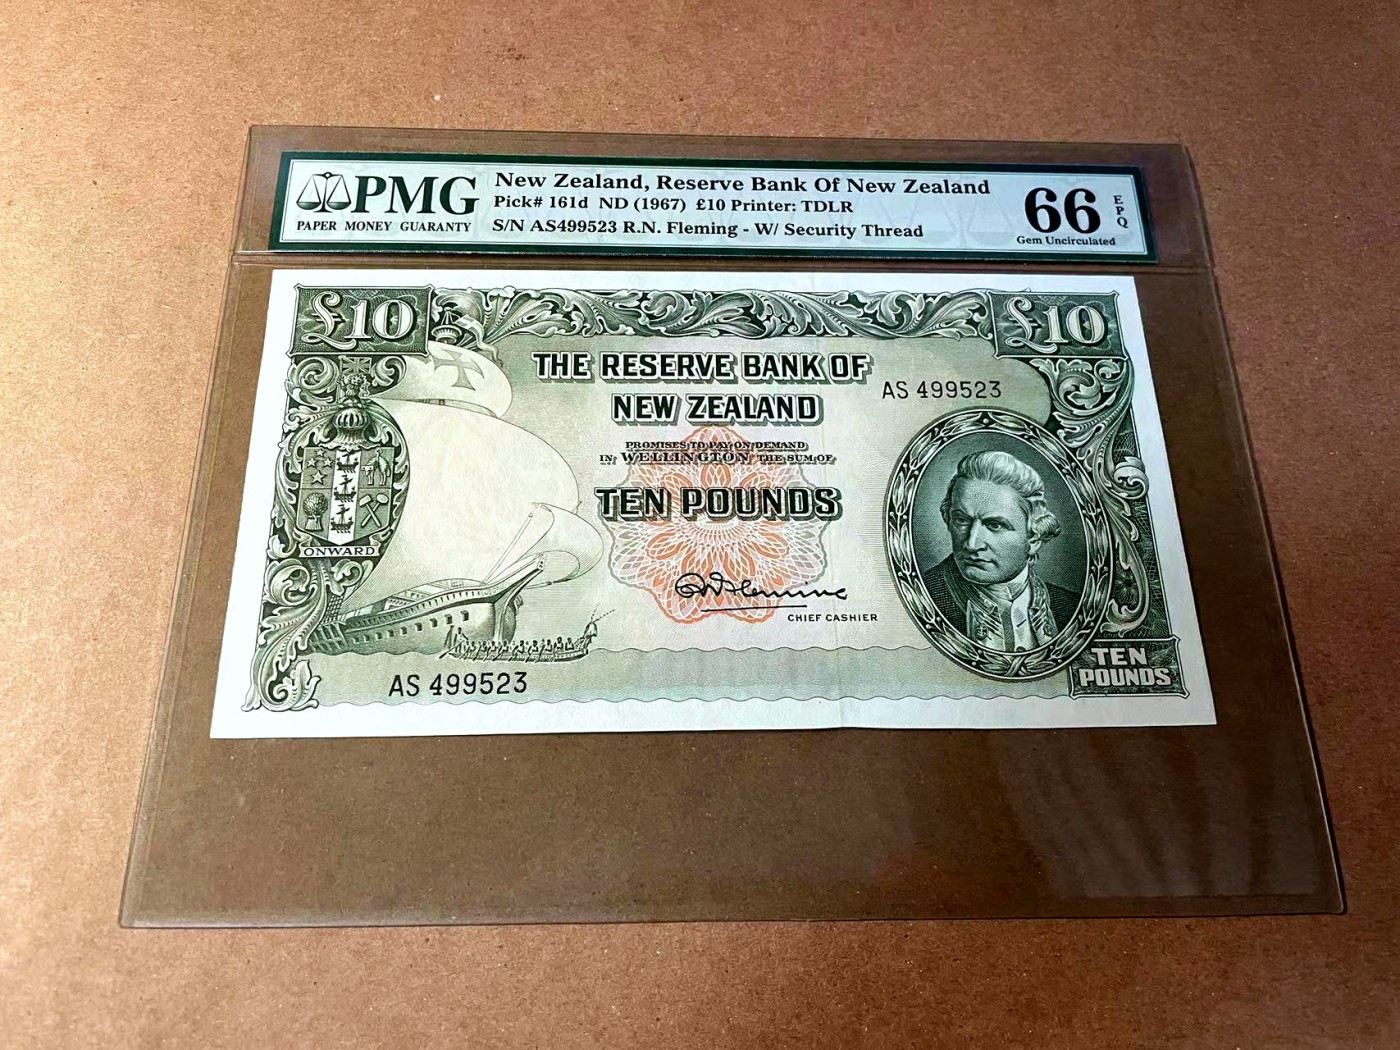 PMG
PAPER MONEY GUARANTY
New Zealand, Reserve Bank Of New Zealand
Pick# 161d ND (1967) £10 Printer: TDLR
S/N AS499523 R.N. Fleming - W/ Security Thread
66
EPQ
Gem Uncirculated
£10
£10
THE RESERVE BANK OF
NEW ZEALAND
AS 499523
PROMISES TO PAY ON DEMAND
IN WELLINGTON THE SUM OF
TEN POUNDS
ONWARD
RNFleming
CHIEF CASHIER
AS 499523
TEN
POUNDS